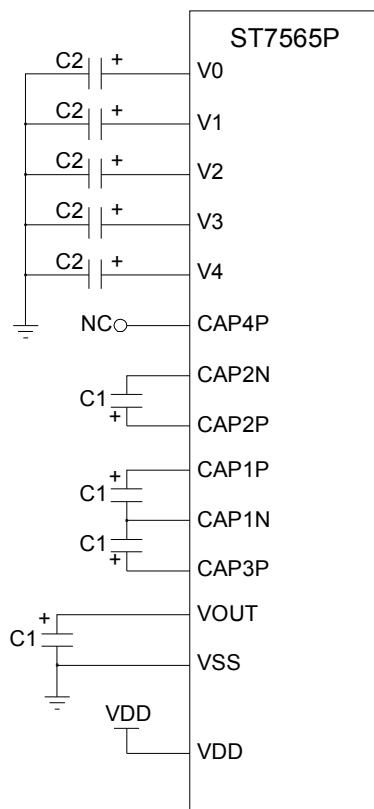 ST7565P
C2 + V0
C2 + V1
C2 + V2
C2 + V3
C2 + V4
NC CAP4P
CAP2N
C1
+ CAP2P
+ CAP1P
C1
CAP1N
C1
+ CAP3P
+ VOUT
C1
VSS
VDD
VDD